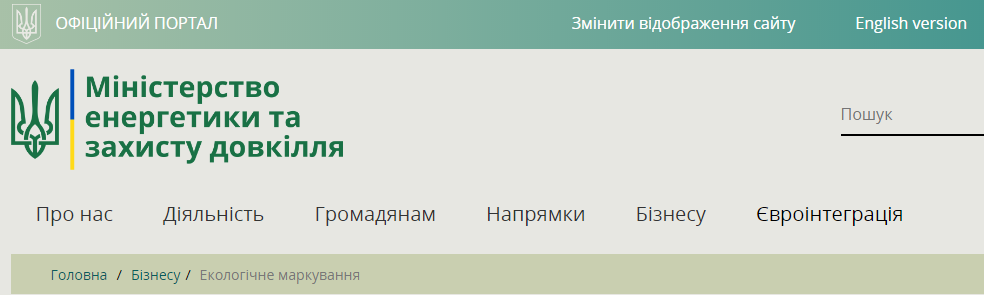 ОФІЦІЙНИЙ ПОРТАЛ Змінити відображення сайту English version
Міністерство
енергетики та
захисту довкілля
Пошук
Про нас Діяльність Громадянам Напрямки Бізнесу Євроінтеграція
Головна / Бізнесу / Екологічне маркування